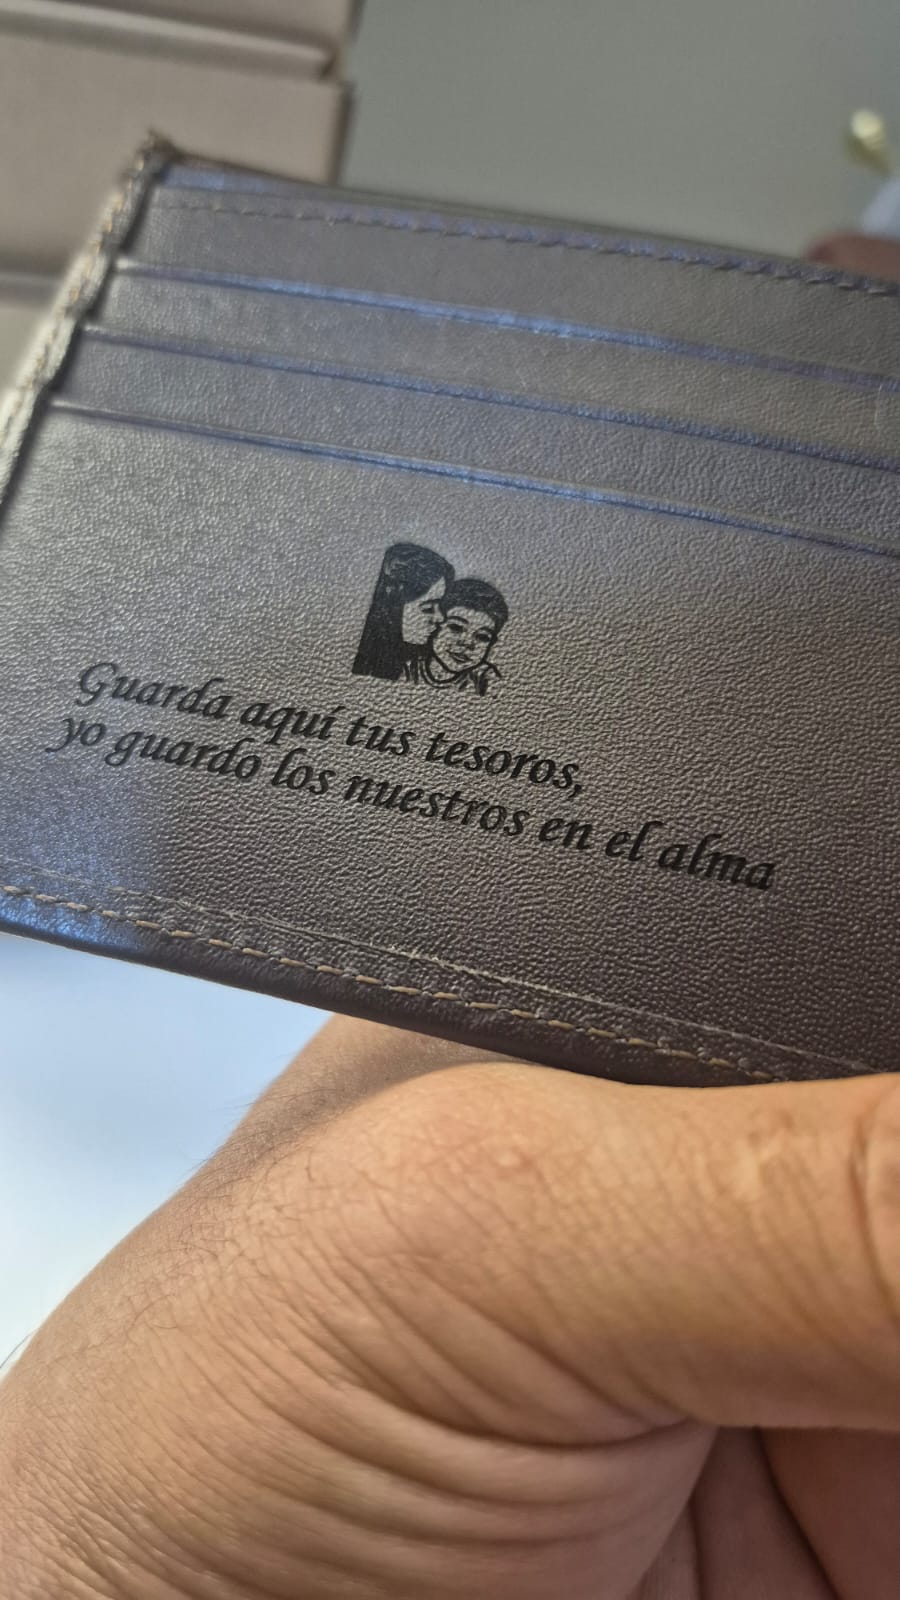 Guarda aquí tus tesoros,
yo guardo los nuestros en el alma